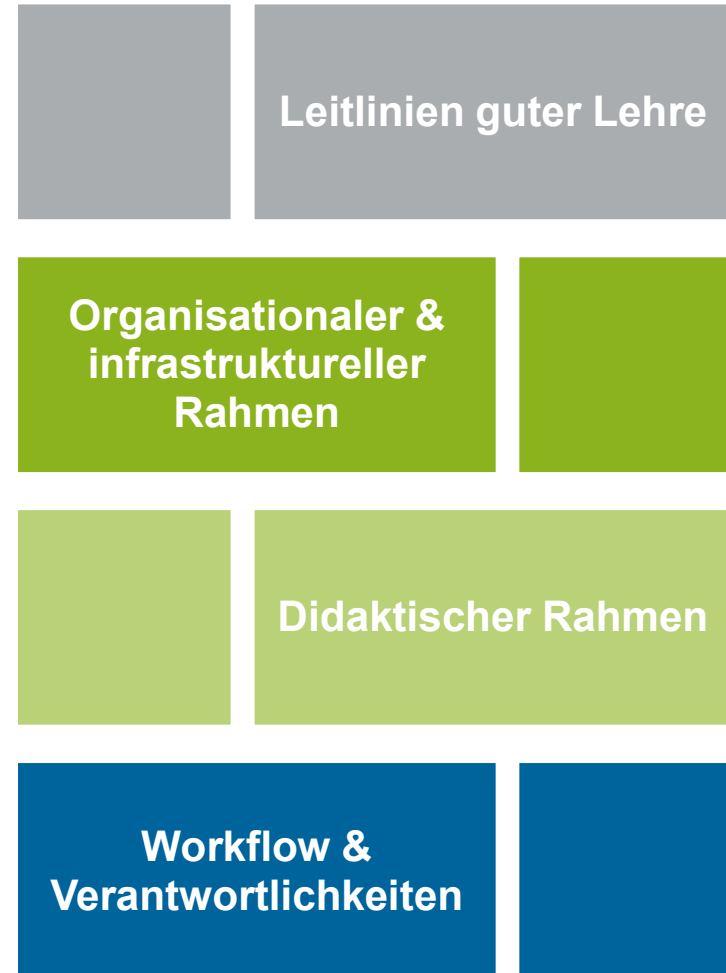 Leitlinien guter Lehre
Organisationaler &
infrastruktureller
Rahmen
Didaktischer Rahmen
Workflow &
Verantwortlichkeiten